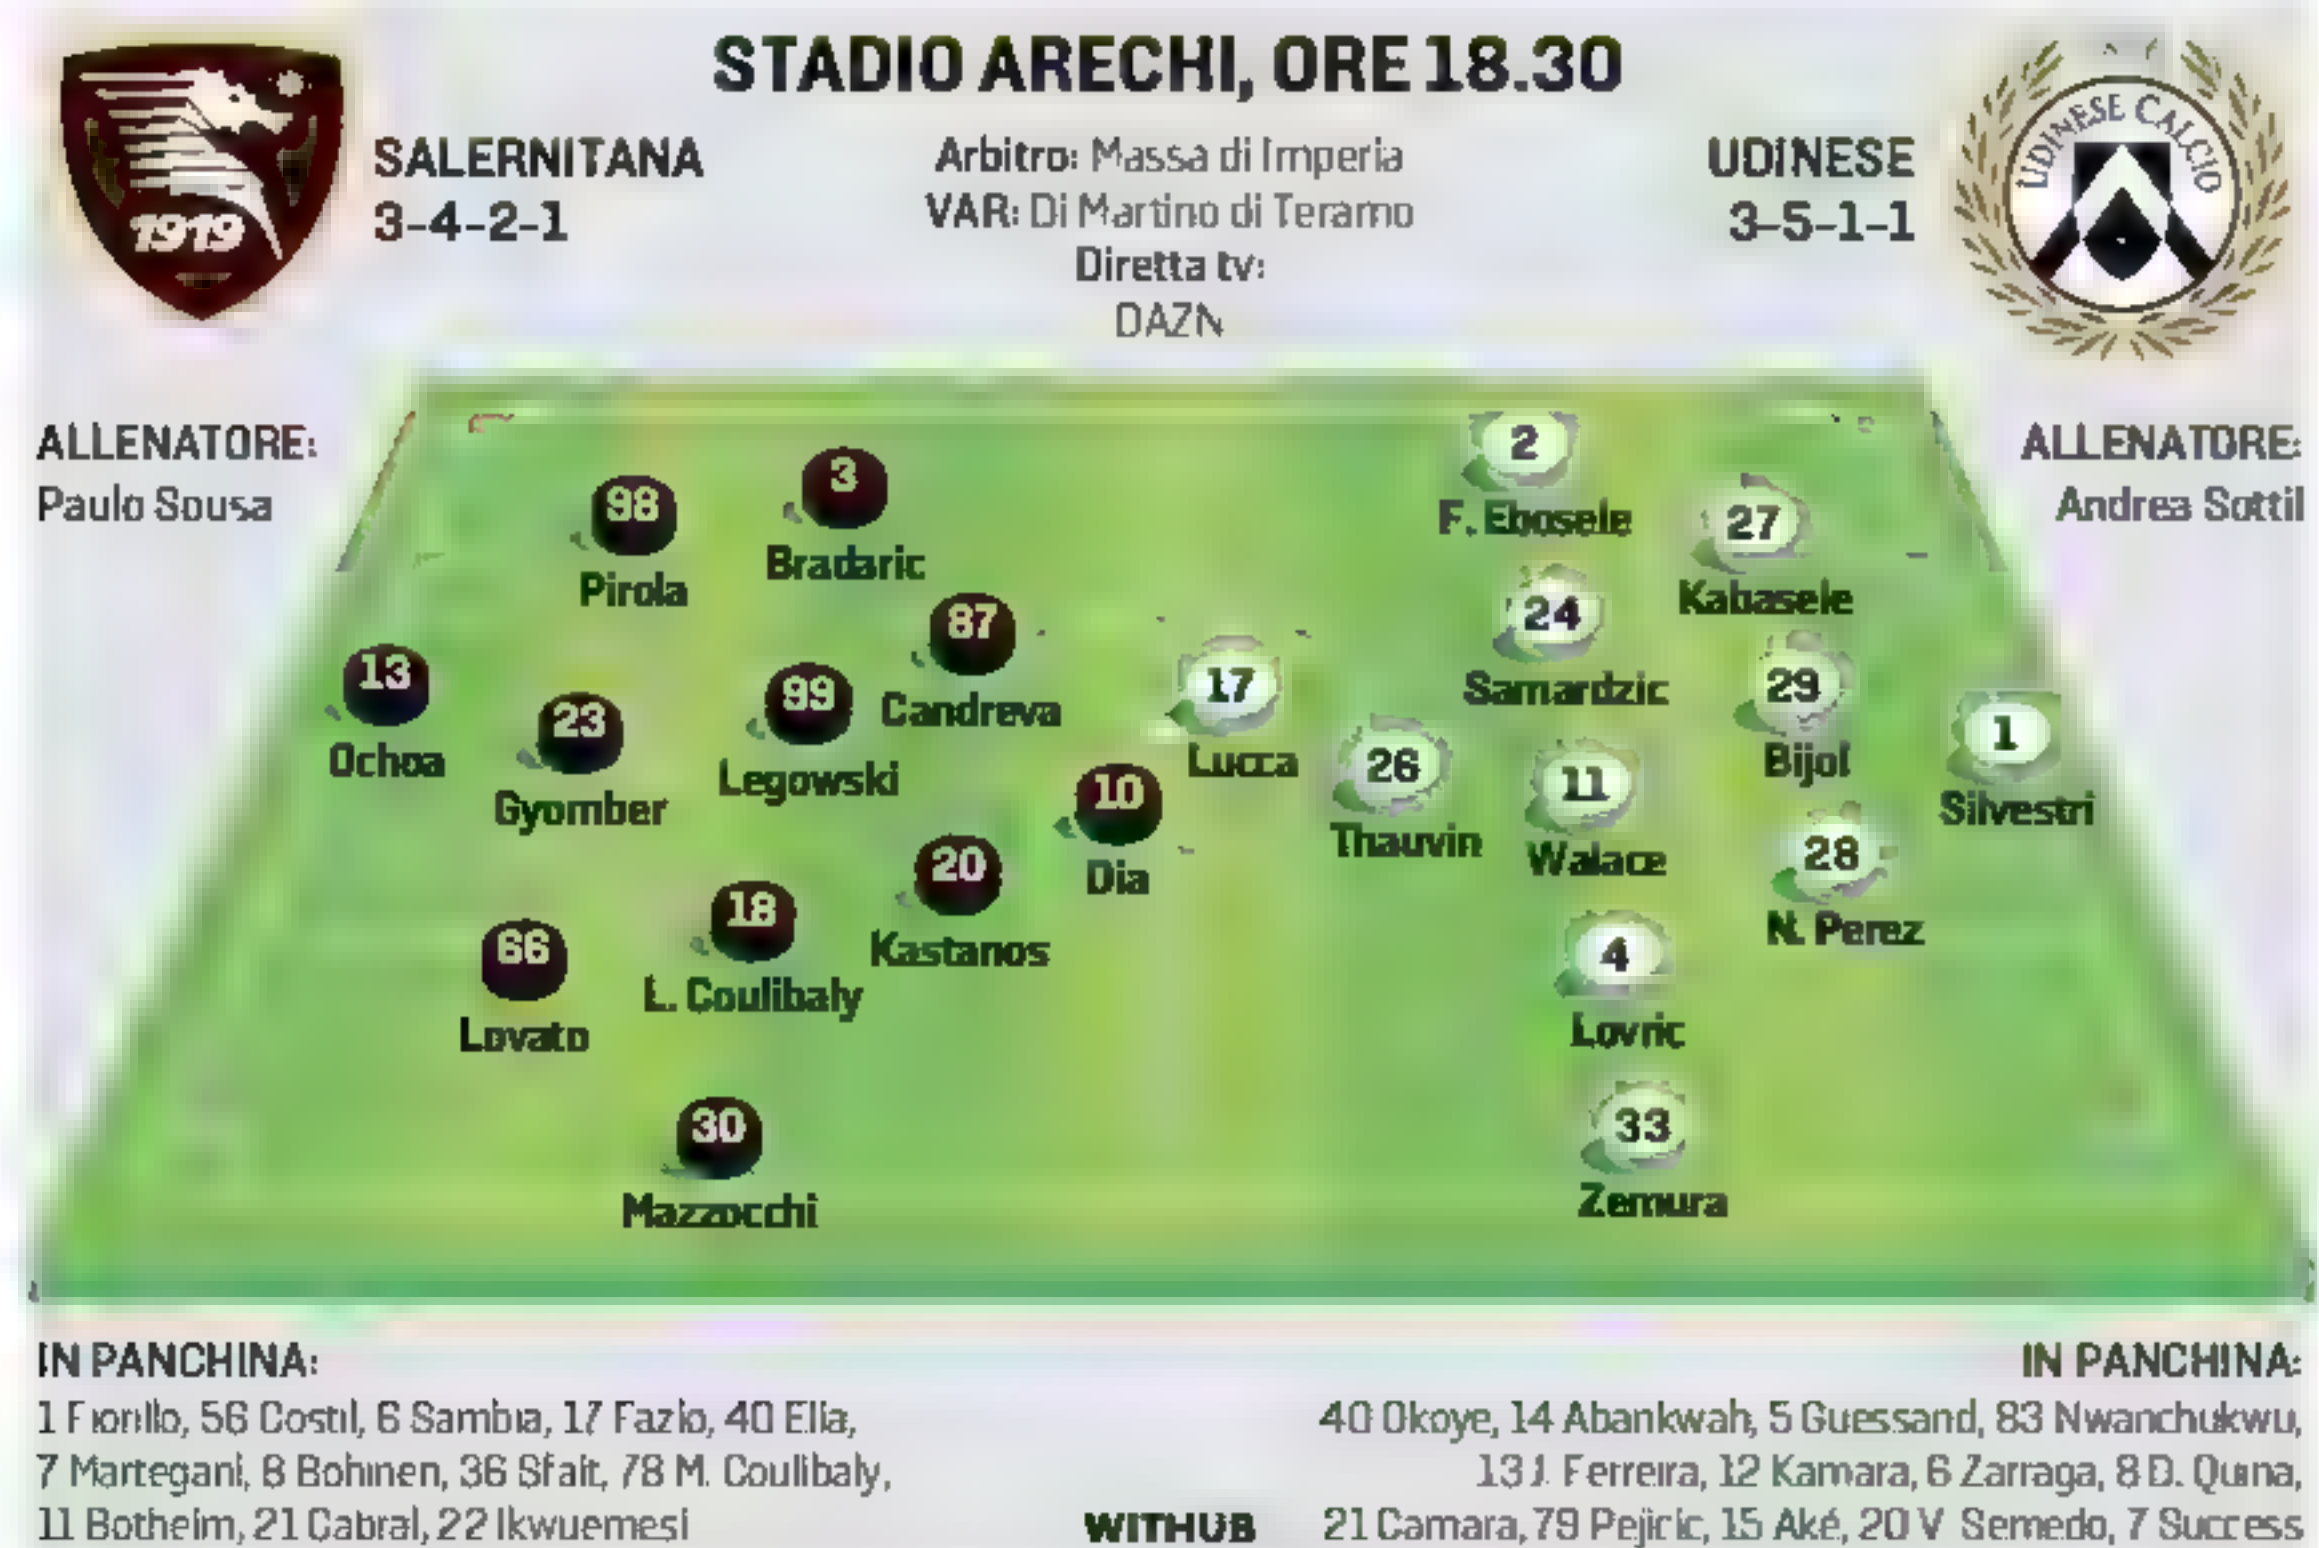 STADIO ARECHI, ORE 18.30
SALERNITANA
3-4-2-1
1919
Arbitro: Massa di Imperia
VAR: Di Martino di Teramo
Diretta tv:
DAZN
UDINESE
3-5-1-1
UDINESE CALCIO
ALLENATORE:
Paulo Sousa
ALLENATORE:
Andrea Sottil
13
Ochoa
98
Pirola
23
Gyomber
66
Lovato
3
Bradaric
99
Legowski
18
L. Coulibaly
30
Mazzocchi
87
Candreva
20
Kastanos
10
Dia
17
Lucca
26
Thauvin
2
F. Ebosele
24
Samardzic
11
Walace
4
Lovric
33
Zemura
27
Kabasele
29
Bijol
28
N. Perez
1
Silvestri
IN PANCHINA:
1 Fiorillo, 56 Costil, 6 Sambia, 17 Fazio, 40 Elia,
7 Martegani, 8 Bohinen, 36 Sfait, 78 M. Coulibaly,
11 Botheim, 21 Cabral, 22 Ikwuemesi
WITHUB
IN PANCHINA:
40 Okoye, 14 Abankwah, 5 Guessand, 83 Nwanchukwu,
13 J. Ferreira, 12 Kamara, 6 Zarraga, 8 D. Quina,
21 Camara, 79 Pejicic, 15 Aké, 20 V. Semedo, 7 Success